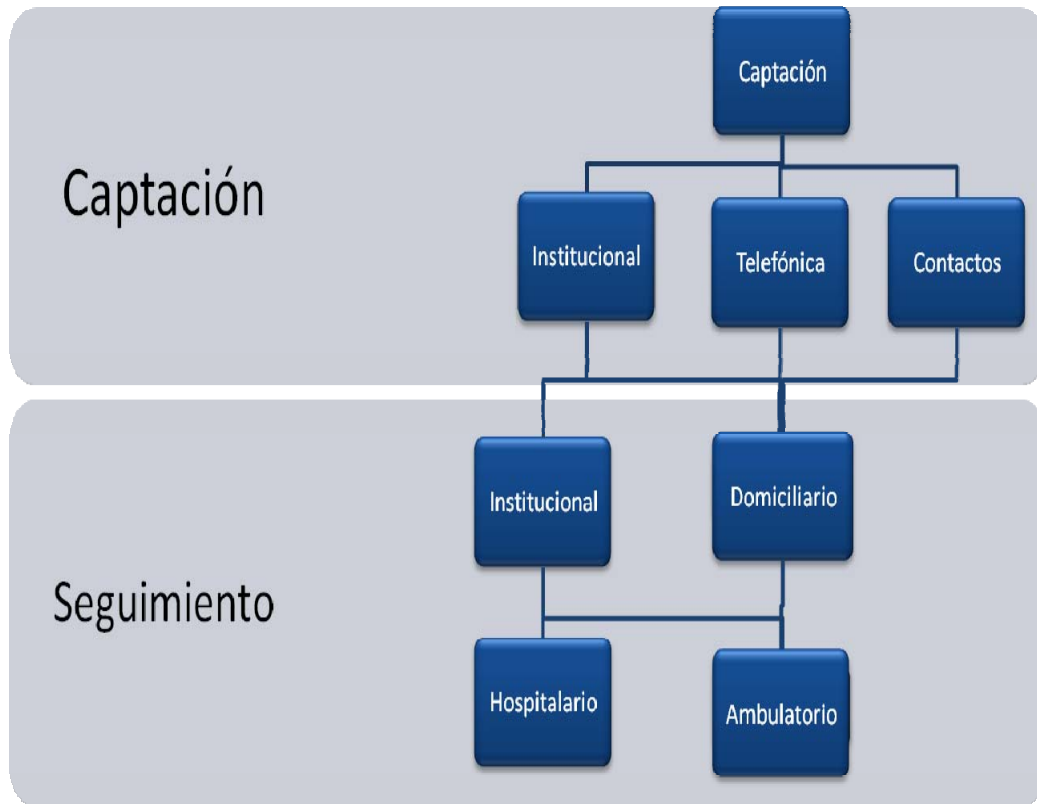 Captación
Captación
Institucional
Telefónica
Contactos
Seguimiento
Institucional
Domiciliario
Hospitalario
Ambulatorio